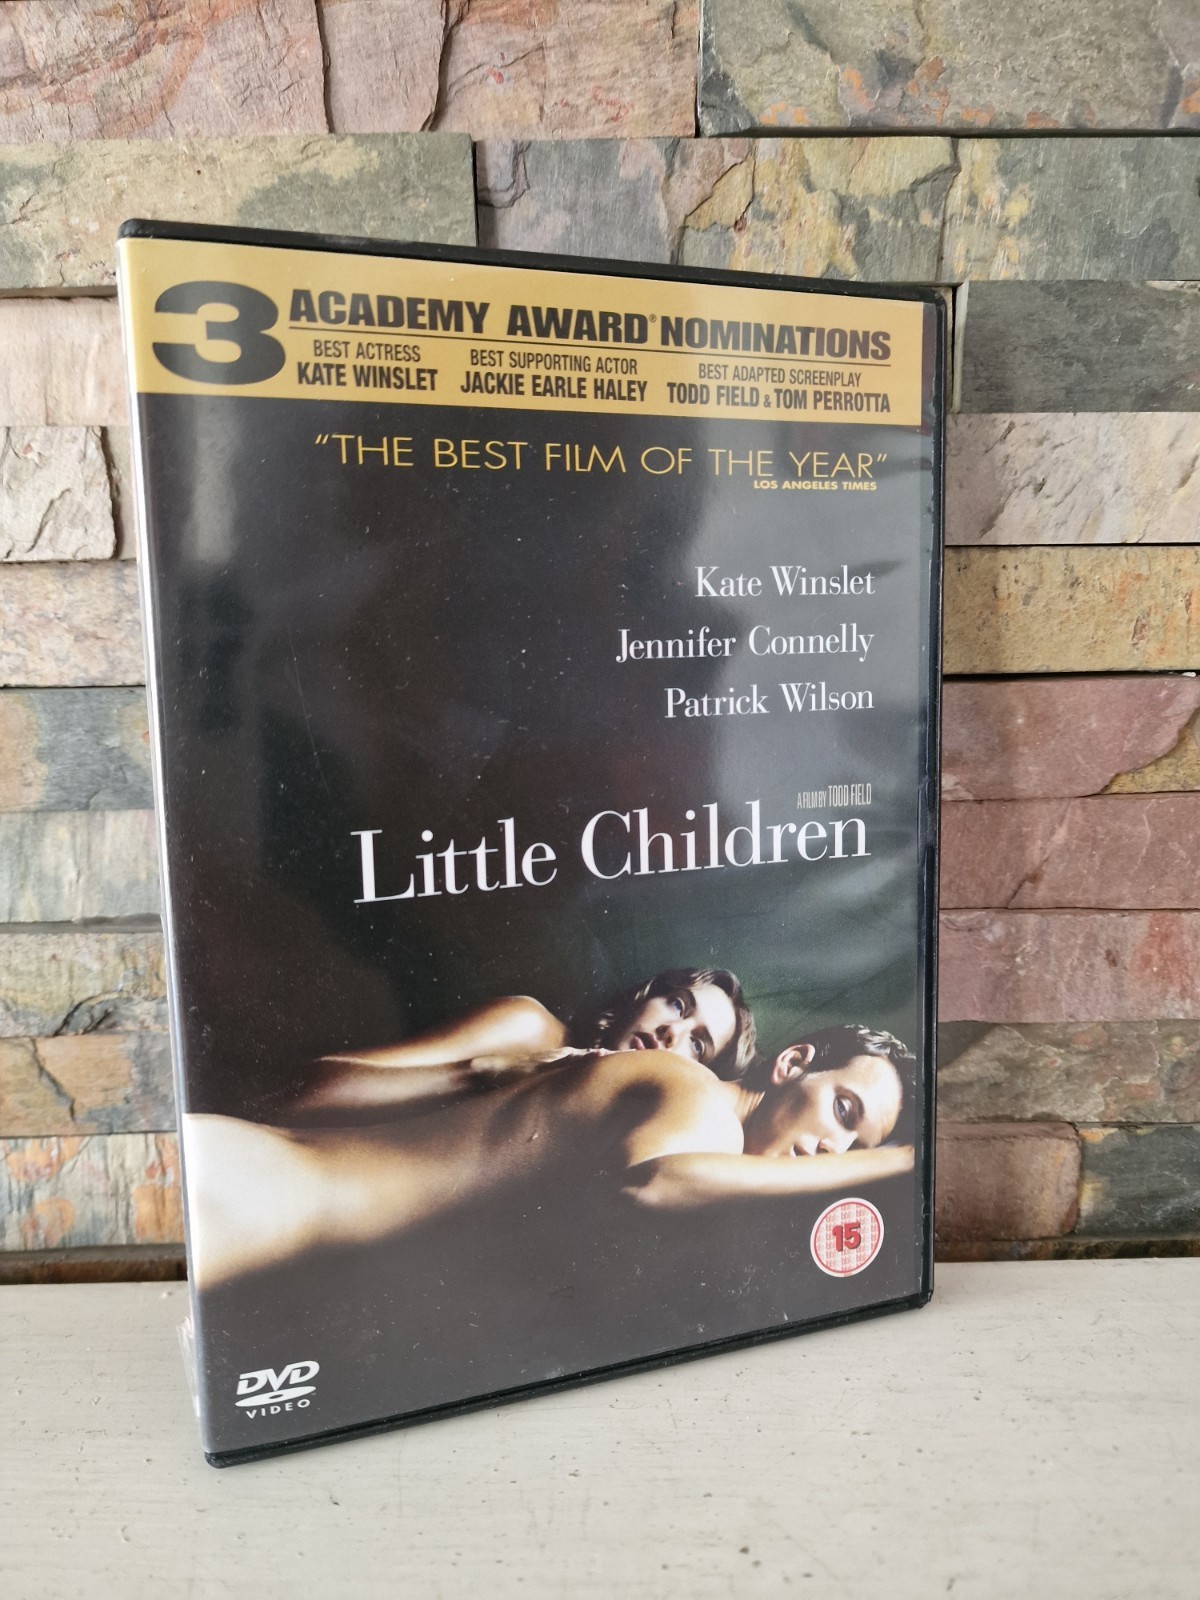 3 ACADEMY AWARD® NOMINATIONS
BEST ACTRESS
KATE WINSLET
BEST SUPPORTING ACTOR
JACKIE EARLE HALEY
BEST ADAPTED SCREENPLAY
TODD FIELD & TOM PERROTTA
"THE BEST FILM OF THE YEAR"
LOS ANGELES TIMES
Kate Winslet
Jennifer Connelly
Patrick Wilson
A FILM BY TODD FIELD
Little Children
15
DVD
VIDEO